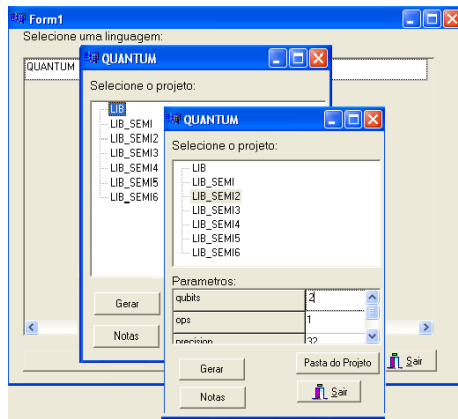 Form1
Selecione uma linguagem:
QUANTUM
QUANTUM
Selecione o projeto:
LIB
LIB_SEMI
LIB_SEMI2
LIB_SEMI3
LIB_SEMI4
LIB_SEMI5
LIB_SEMI6
Gerar
Notas
QUANTUM
Selecione o projeto:
LIB
LIB_SEMI
LIB_SEMI2
LIB_SEMI3
LIB_SEMI4
LIB_SEMI5
LIB_SEMI6
Parametros:
qubits 2
ops 1
precision 32
Gerar Pasta do Projeto
Notas Sair
Sair